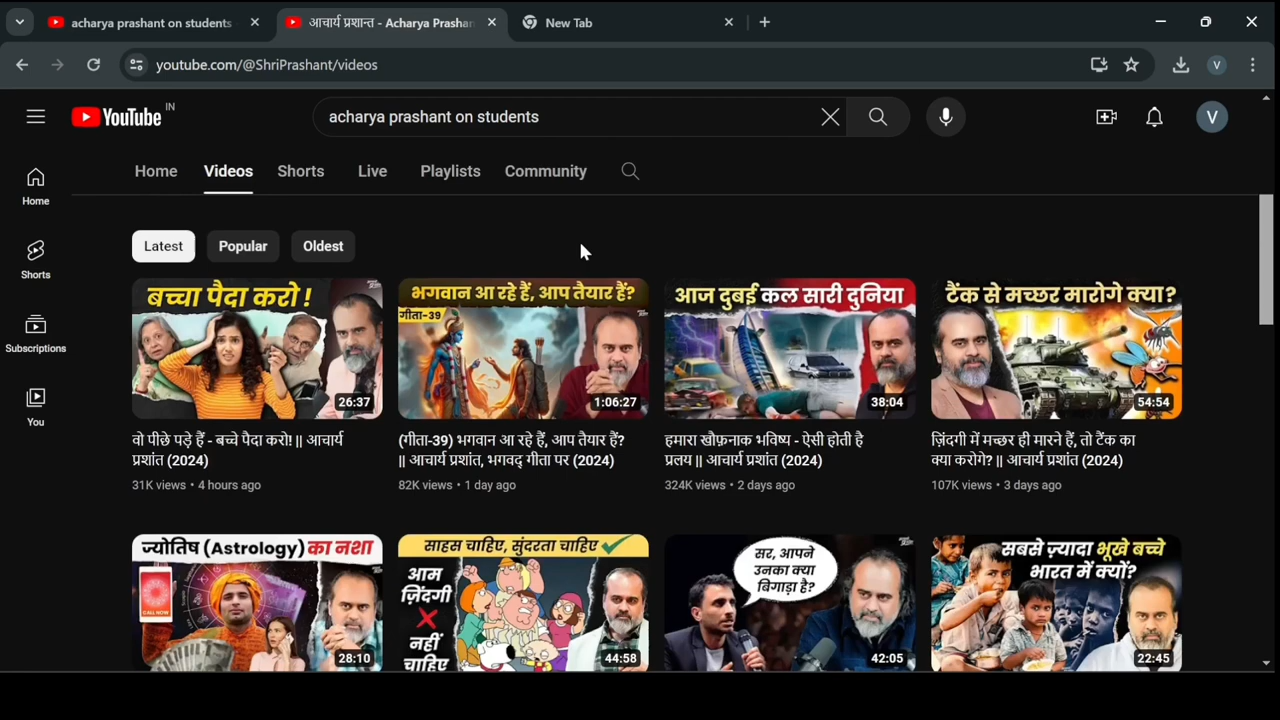 acharya prashant on students
आचार्य प्रशान्त - Acharya Prashan
New Tab
youtube.com/@ShriPrashant/videos
V
YouTube IN
acharya prashant on students
V
Home
Videos
Shorts
Live
Playlists
Community
Home
Shorts
Subscriptions
You
Latest
Popular
Oldest
बच्चा पैदा करो!
26:37
वो पीछे पड़े हैं - बच्चे पैदा करो! || आचार्य
प्रशांत (2024)
31K views • 4 hours ago
भगवान आ रहे हैं, आप तैयार हैं?
गीता-39
1:06:27
(गीता-39) भगवान आ रहे हैं, आप तैयार हैं?
|| आचार्य प्रशांत, भगवद् गीता पर (2024)
82K views • 1 day ago
आज दुबई कल सारी दुनिया
38:04
हमारा खौफ़नाक भविष्य - ऐसी होती है
प्रलय || आचार्य प्रशांत (2024)
324K views • 2 days ago
टैंक से मच्छर मारोगे क्या?
54:54
ज़िंदगी में मच्छर ही मारने हैं, तो टैंक का
क्या करोगे? || आचार्य प्रशांत (2024)
107K views • 3 days ago
ज्योतिष (Astrology) का नशा
CALL NOW
28:10
साहस चाहिए, सुंदरता चाहिए
आम
ज़िंदगी
नहीं
चाहिए
44:58
सर, आपने
उनका क्या
बिगाड़ा है?
42:05
सबसे ज़्यादा भूखे बच्चे
भारत में क्यों?
22:45